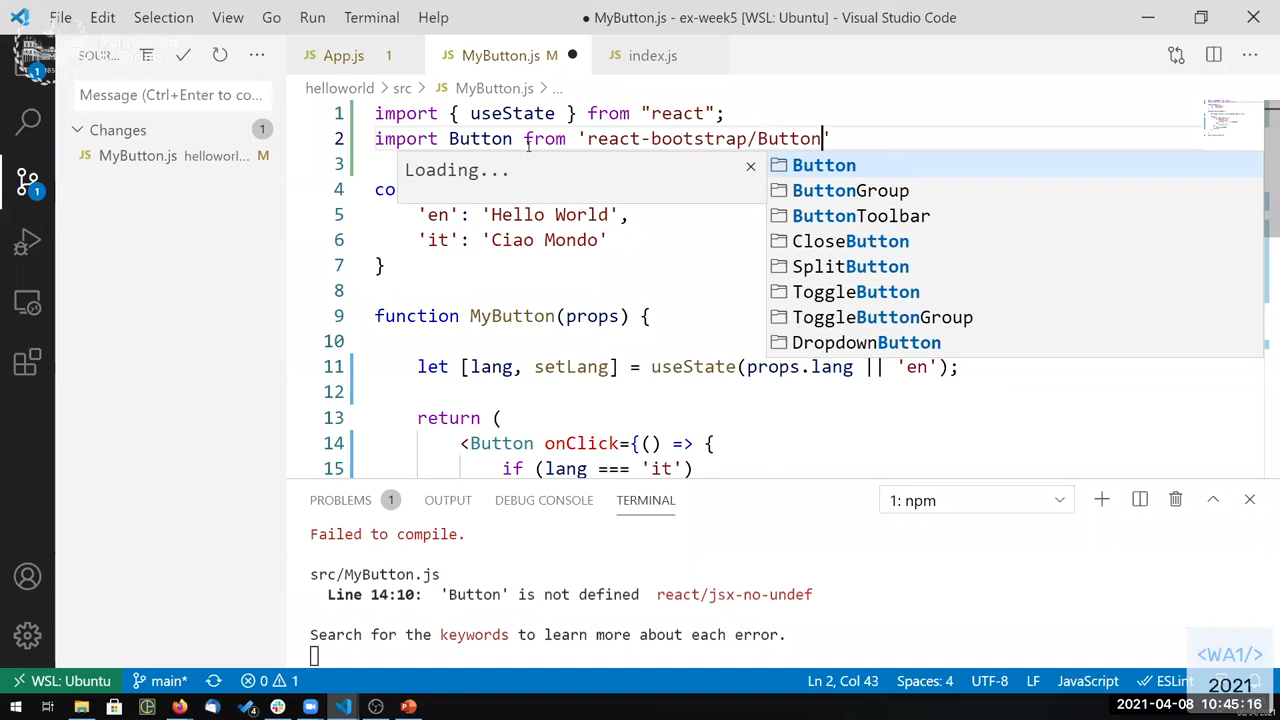 File Edit Selection View Go Run Terminal Help
● MyButton.js - ex-week5 [WSL: Ubuntu] - Visual Studio Code
App.js 1
MyButton.js M ●
index.js
helloworld > src > MyButton.js > ...
Message (Ctrl+Enter to co...
Changes 1
MyButton.js helloworl... M
1
1
1 import { useState } from "react";
2 import Button from 'react-bootstrap/Button'
3
4 co
5 'en': 'Hello World',
6 'it': 'Ciao Mondo'
7 }
8
9 function MyButton(props) {
10
11 let [lang, setLang] = useState(props.lang || 'en');
12
13 return (
14 <Button onClick={() => {
15 if (lang === 'it')
Loading...
Button
ButtonGroup
ButtonToolbar
CloseButton
SplitButton
ToggleButton
ToggleButtonGroup
DropdownButton
PROBLEMS 1 OUTPUT DEBUG CONSOLE TERMINAL
1: npm
Failed to compile.
src/MyButton.js
Line 14:10: 'Button' is not defined react/jsx-no-undef
Search for the keywords to learn more about each error.
WSL: Ubuntu main* 0 1
Ln 2, Col 43 Spaces: 4 UTF-8 LF JavaScript ESLint
<WA1/>
2021
2021-04-08 10:45:16